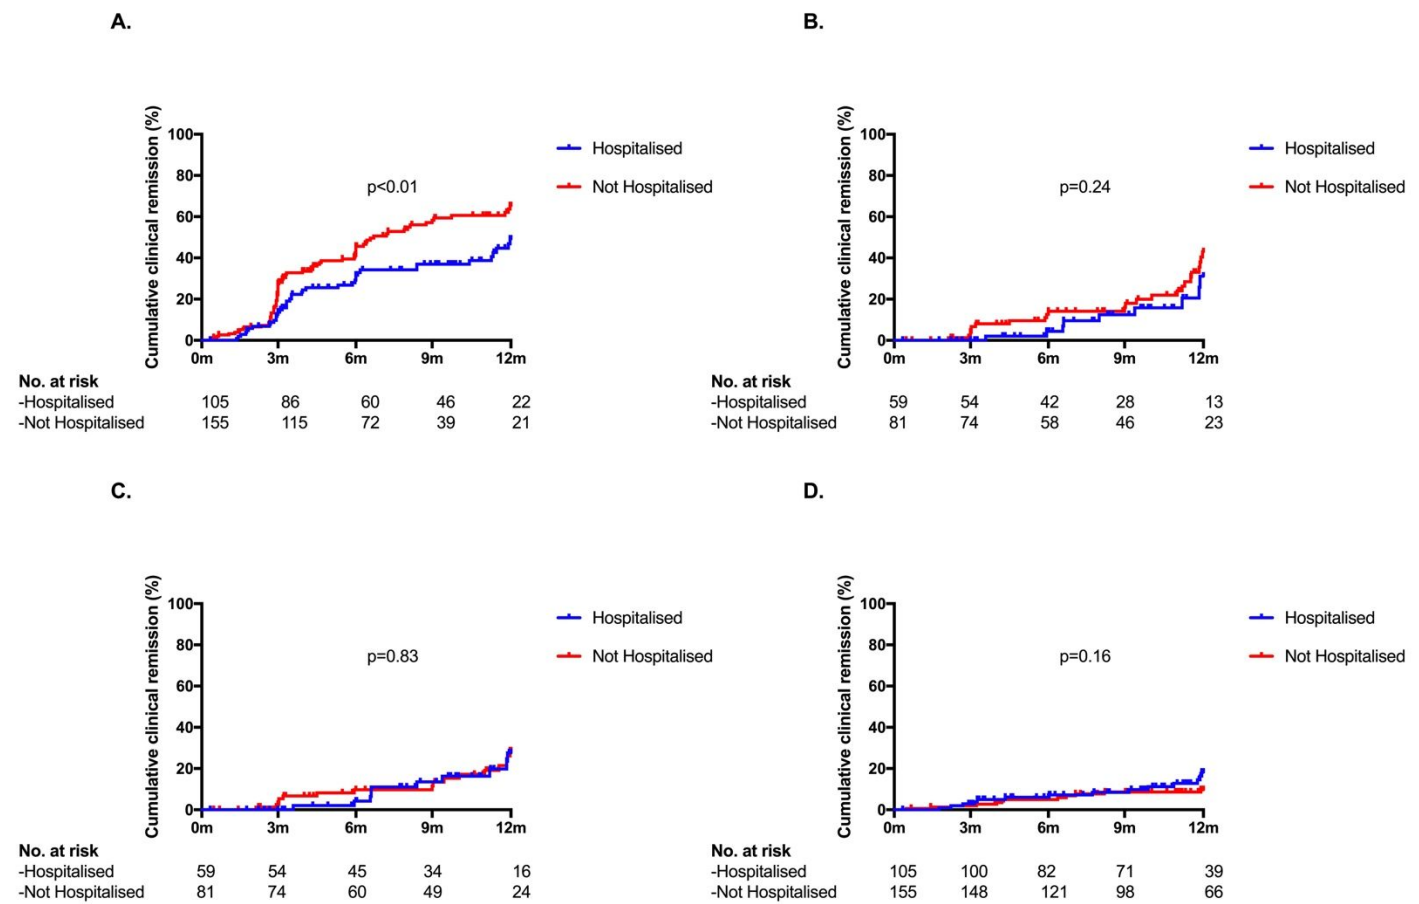 A.
Cumulative clinical remission (%)
100
80
60
40
20
0
p<0.01
Hospitalised
Not Hospitalised
0m 3m 6m 9m 12m
No. at risk
-Hospitalised 105 86 60 46 22
-Not Hospitalised 155 115 72 39 21
B.
Cumulative clinical remission (%)
100
80
60
40
20
0
p=0.24
Hospitalised
Not Hospitalised
0m 3m 6m 9m 12m
No. at risk
-Hospitalised 59 54 42 28 13
-Not Hospitalised 81 74 58 46 23
C.
Cumulative clinical remission (%)
100
80
60
40
20
0
p=0.83
Hospitalised
Not Hospitalised
0m 3m 6m 9m 12m
No. at risk
-Hospitalised 59 54 45 34 16
-Not Hospitalised 81 74 60 49 24
D.
Cumulative clinical remission (%)
100
80
60
40
20
0
p=0.16
Hospitalised
Not Hospitalised
0m 3m 6m 9m 12m
No. at risk
-Hospitalised 105 100 82 71 39
-Not Hospitalised 155 148 121 98 66